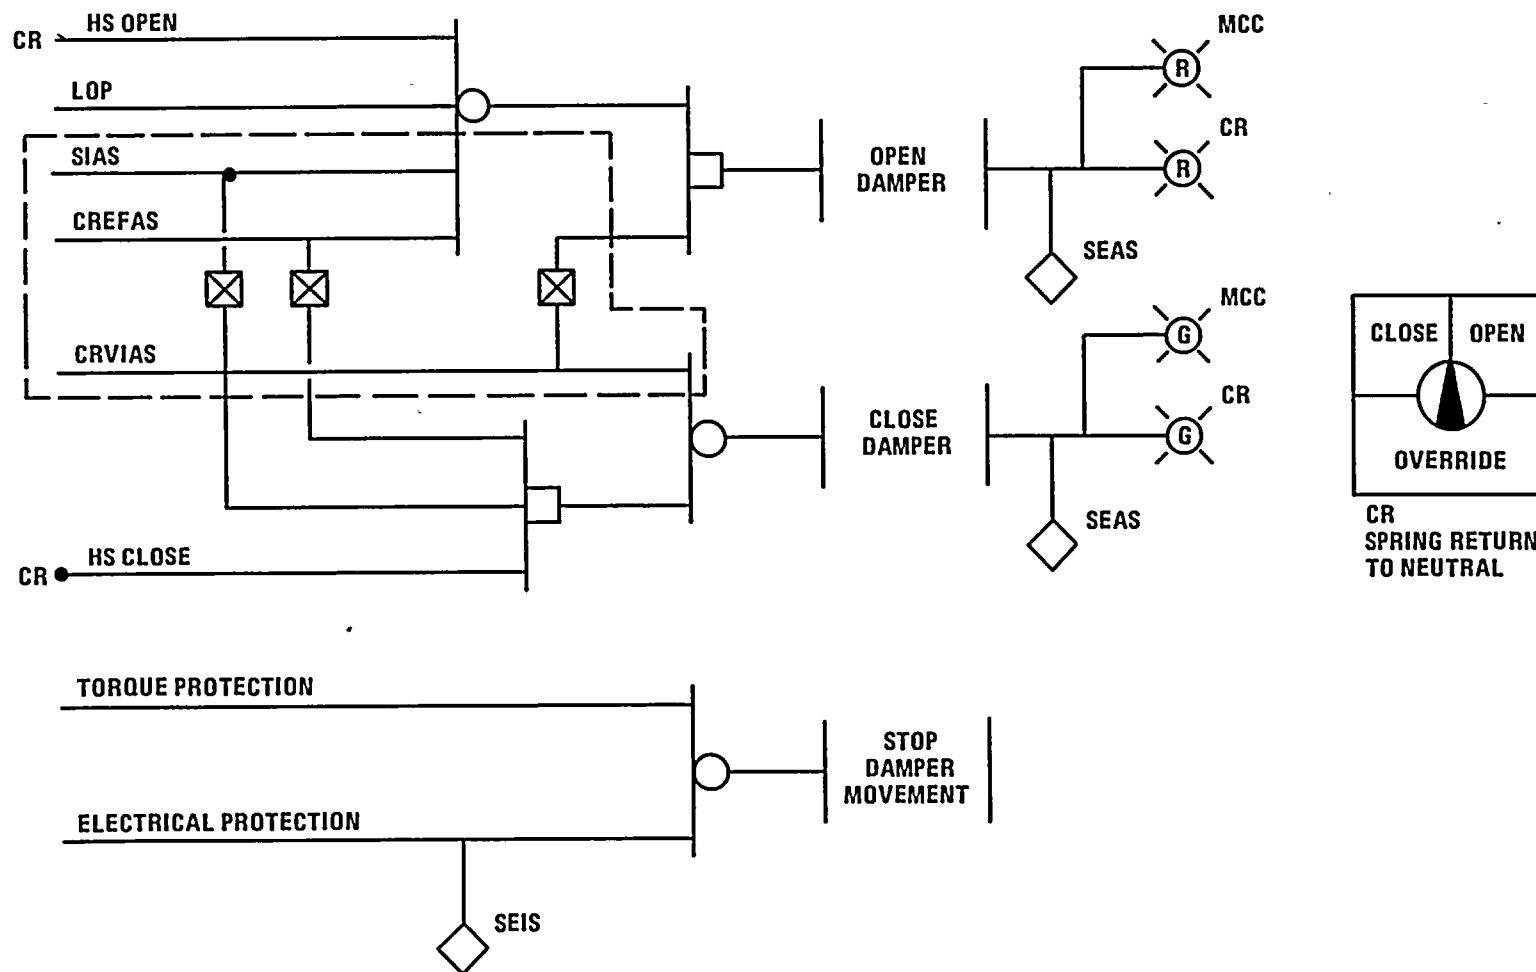 HS OPEN
CR
LOP
SIAS
CREFAS
CRVIAS
HS CLOSE
CR
OPEN
DAMPER
MCC
R
CR
R
SEAS
CLOSE
DAMPER
MCC
G
CR
G
SEAS
CLOSE
OPEN
OVERRIDE
CR
SPRING RETURN
TO NEUTRAL
TORQUE PROTECTION
ELECTRICAL PROTECTION
STOP
DAMPER
MOVEMENT
SEIS